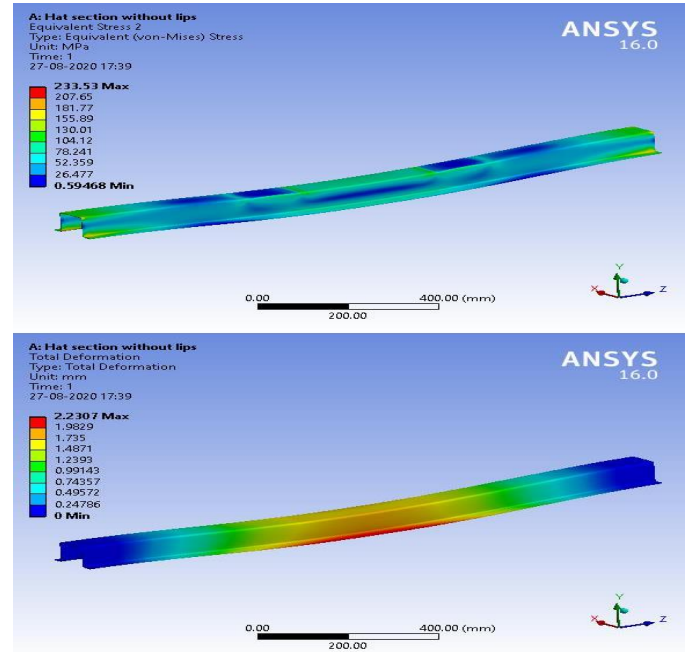 A: Hat section without lips
Equivalent Stress 2
Type: Equivalent (von-Mises) Stress
Unit: MPa
Time: 1
27-08-2020 17:39
ANSYS
16.0
233.53 Max
207.65
181.77
155.89
130.01
104.12
78.241
52.359
26.477
0.59468 Min
0.00
400.00 (mm)
200.00
Y
X
Z
A: Hat section without lips
Total Deformation
Type: Total Deformation
Unit: mm
Time: 1
27-08-2020 17:39
ANSYS
16.0
2.2307 Max
1.9829
1.735
1.4871
1.2393
0.99143
0.74357
0.49572
0.24786
0 Min
0.00
400.00 (mm)
200.00
Y
X
Z